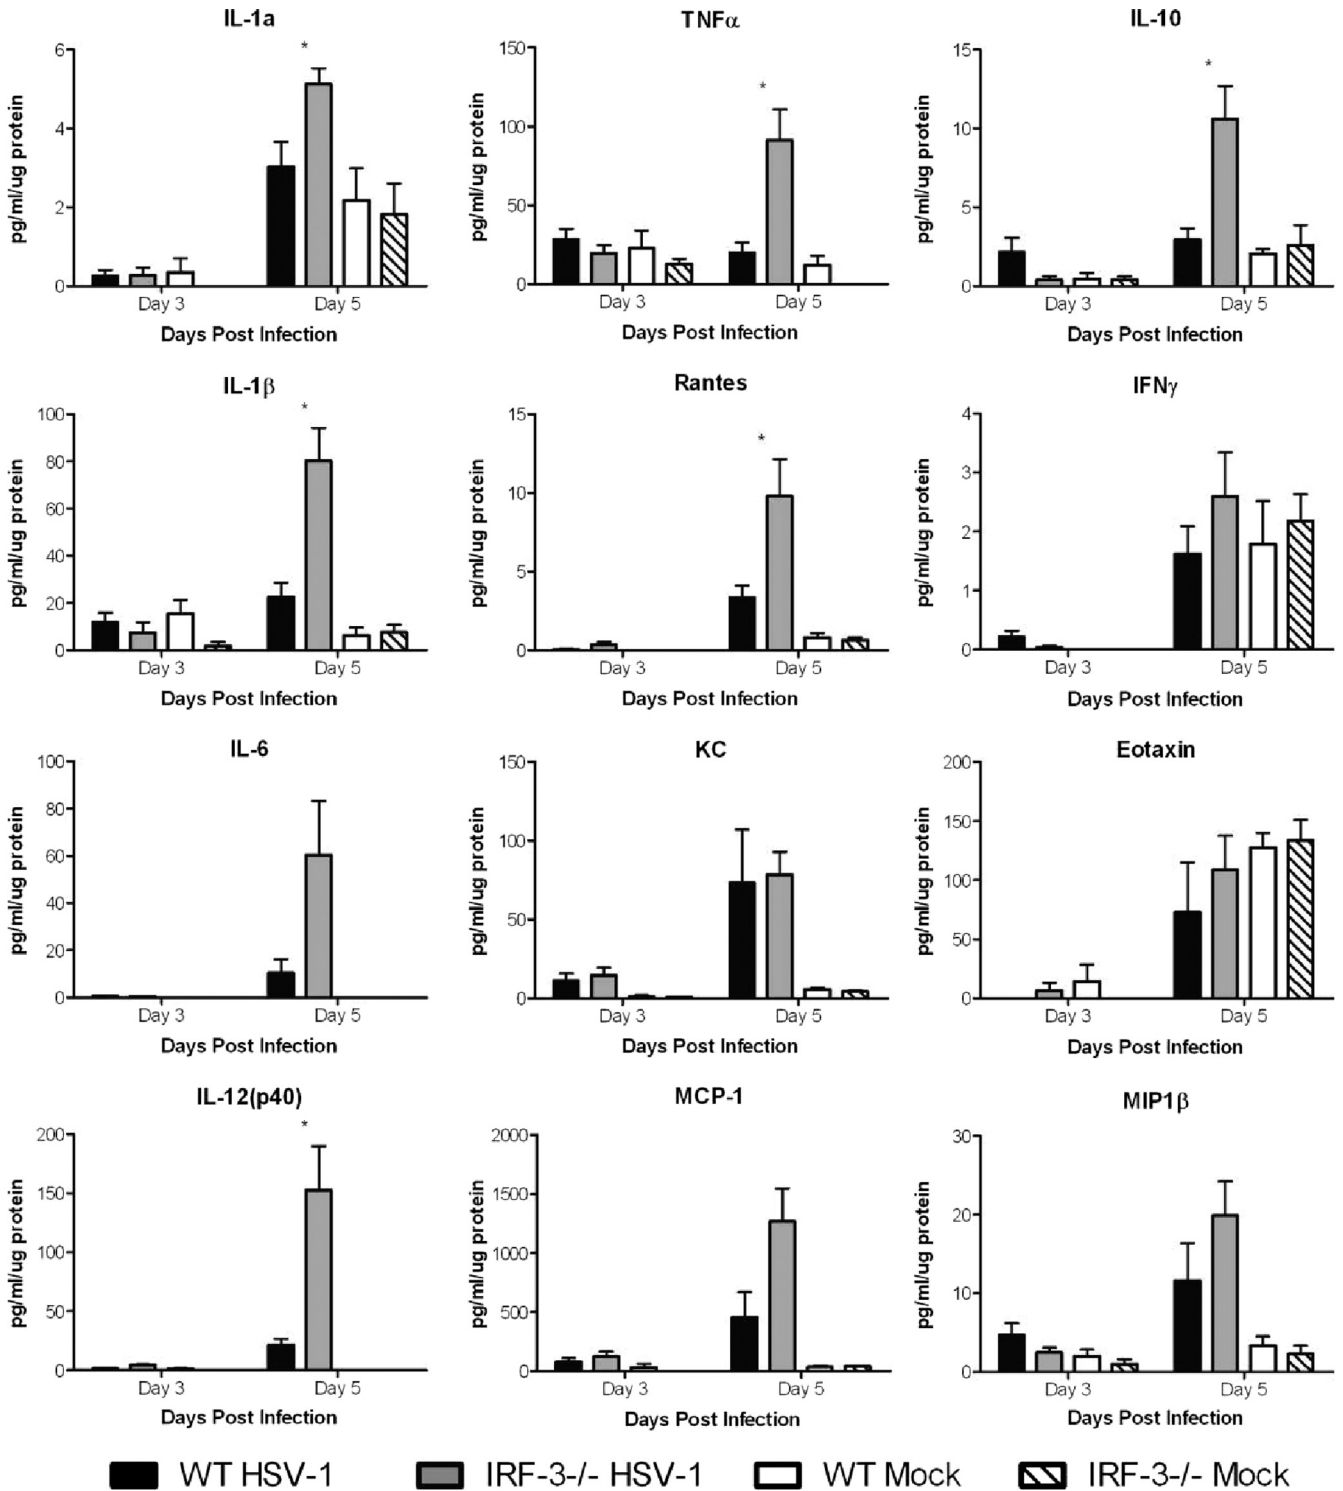 IL-1a
*
6
4
2
0
pg/ml/ug protein
Day 3 Day 5
Days Post Infection
TNFα
*
150
100
50
0
pg/ml/ug protein
Day 3 Day 5
Days Post Infection
IL-10
*
15
10
5
0
pg/ml/ug protein
Day 3 Day 5
Days Post Infection
IL-1β
*
100
80
60
40
20
0
pg/ml/ug protein
Day 3 Day 5
Days Post Infection
Rantes
*
15
10
5
0
pg/ml/ug protein
Day 3 Day 5
Days Post Infection
IFNγ
4
3
2
1
0
pg/ml/ug protein
Day 3 Day 5
Days Post Infection
IL-6
100
80
60
40
20
0
pg/ml/ug protein
Day 3 Day 5
Days Post Infection
KC
150
100
50
0
pg/ml/ug protein
Day 3 Day 5
Days Post Infection
Eotaxin
200
150
100
50
0
pg/ml/ug protein
Day 3 Day 5
Days Post Infection
IL-12(p40)
*
200
150
100
50
0
pg/ml/ug protein
Day 3 Day 5
Days Post Infection
MCP-1
2000
1500
1000
500
0
pg/ml/ug protein
Day 3 Day 5
Days Post Infection
MIP1β
30
20
10
0
pg/ml/ug protein
Day 3 Day 5
Days Post Infection
WT HSV-1 IRF-3-/- HSV-1 WT Mock IRF-3-/- Mock